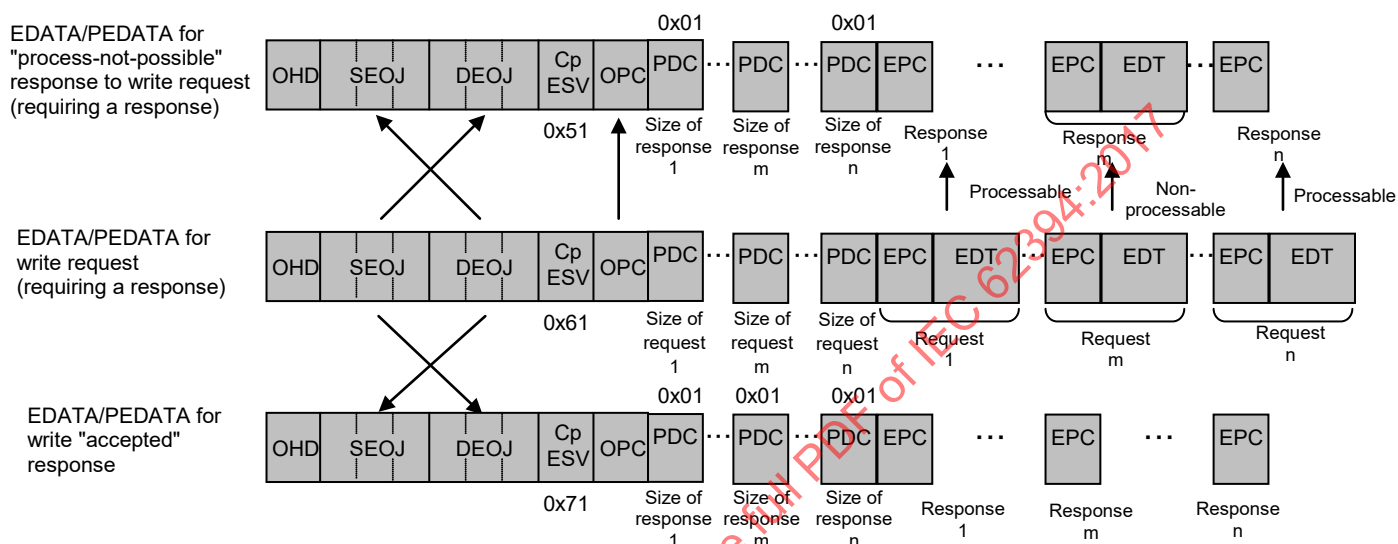 EDATA/PEDATA for
"process-not-possible"
response to write request
(requiring a response)
0x01 0x01
OHD SEOJ DEOJ Cp ESV OPC PDC ... PDC ... PDC EPC ... EPC EDT ... EPC
0x51
Size of response 1
Size of response m
Size of response n
Response 1
Response m
Response n
Processable
Non-processable
Processable
EDATA/PEDATA for
write request
(requiring a response)
OHD SEOJ DEOJ Cp ESV OPC PDC ... PDC ... PDC EPC EDT ... EPC EDT ... EPC EDT
0x61
Size of request 1
Size of request m
Size of request n
Request 1
Request m
Request n
EDATA/PEDATA for
write "accepted"
response
0x01 0x01 0x01
OHD SEOJ DEOJ Cp ESV OPC PDC ... PDC ... PDC EPC ... EPC ... EPC
0x71
Size of response 1
Size of response m
Size of response n
Response 1
Response m
Response n
e full PDF of IEC 62394:2017